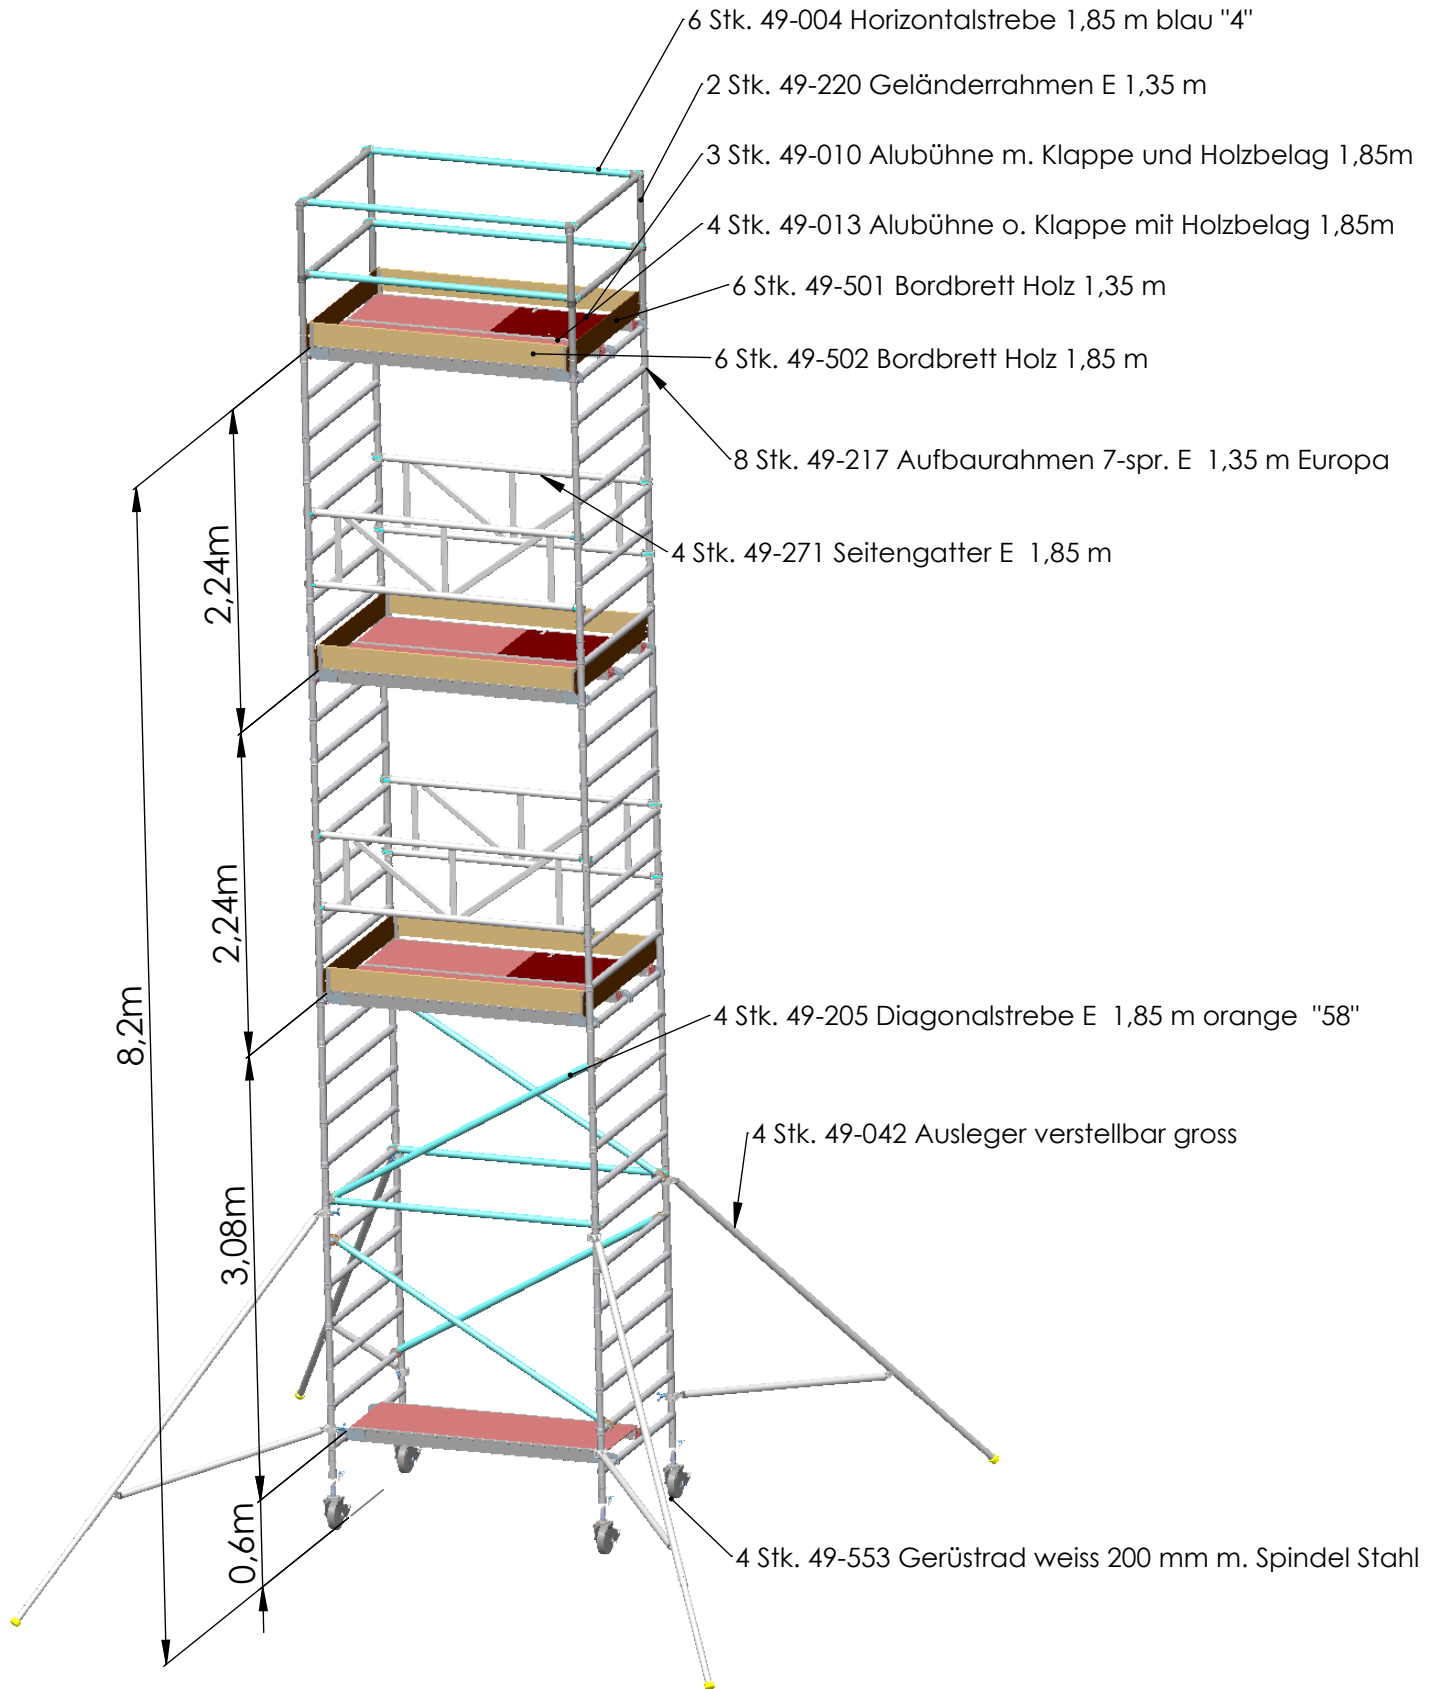 6 Stk. 49-004 Horizontalstrebe 1,85 m blau "4"
2 Stk. 49-220 Geländerrahmen E 1,35 m
3 Stk. 49-010 Alubühne m. Klappe und Holzbelag 1,85m
4 Stk. 49-013 Alubühne o. Klappe mit Holzbelag 1,85m
6 Stk. 49-501 Bordbrett Holz 1,35 m
6 Stk. 49-502 Bordbrett Holz 1,85 m
8 Stk. 49-217 Aufbaurahmen 7-spr. E 1,35 m Europa
4 Stk. 49-271 Seitengatter E 1,85 m
2,24m
2,24m
8,2m
4 Stk. 49-205 Diagonalstrebe E 1,85 m orange "58"
4 Stk. 49-042 Ausleger verstellbar gross
3,08m
0,6m
4 Stk. 49-553 Gerüstrad weiss 200 mm m. Spindel Stahl